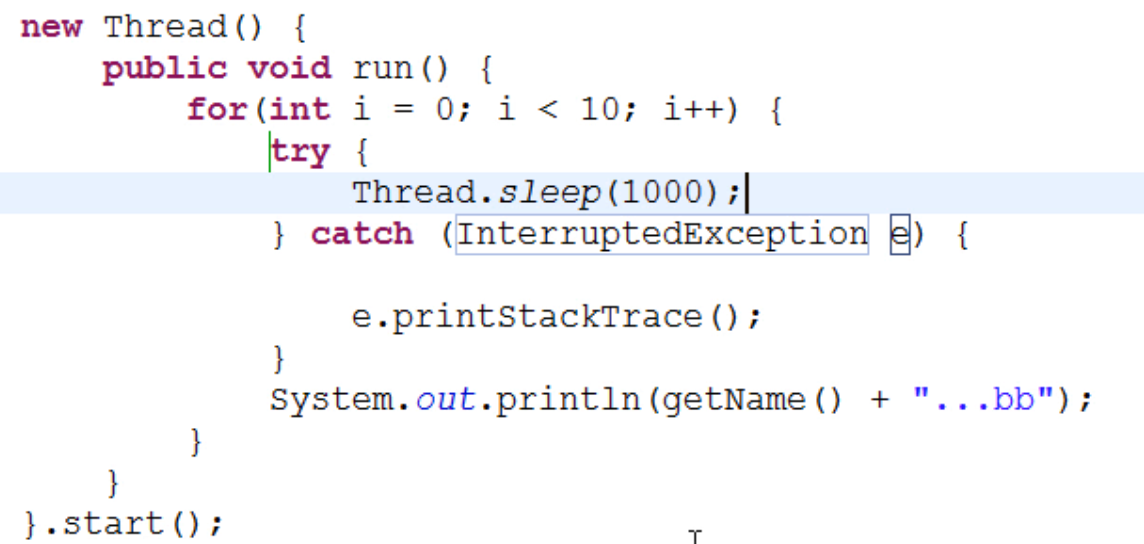 new Thread() {
    public void run() {
        for(int i = 0; i < 10; i++) {
            try {
                Thread.sleep(1000);
            } catch (InterruptedException e) {

                e.printStackTrace();
            }
            System.out.println(getName() + "...bb");
        }
    }
}.start();